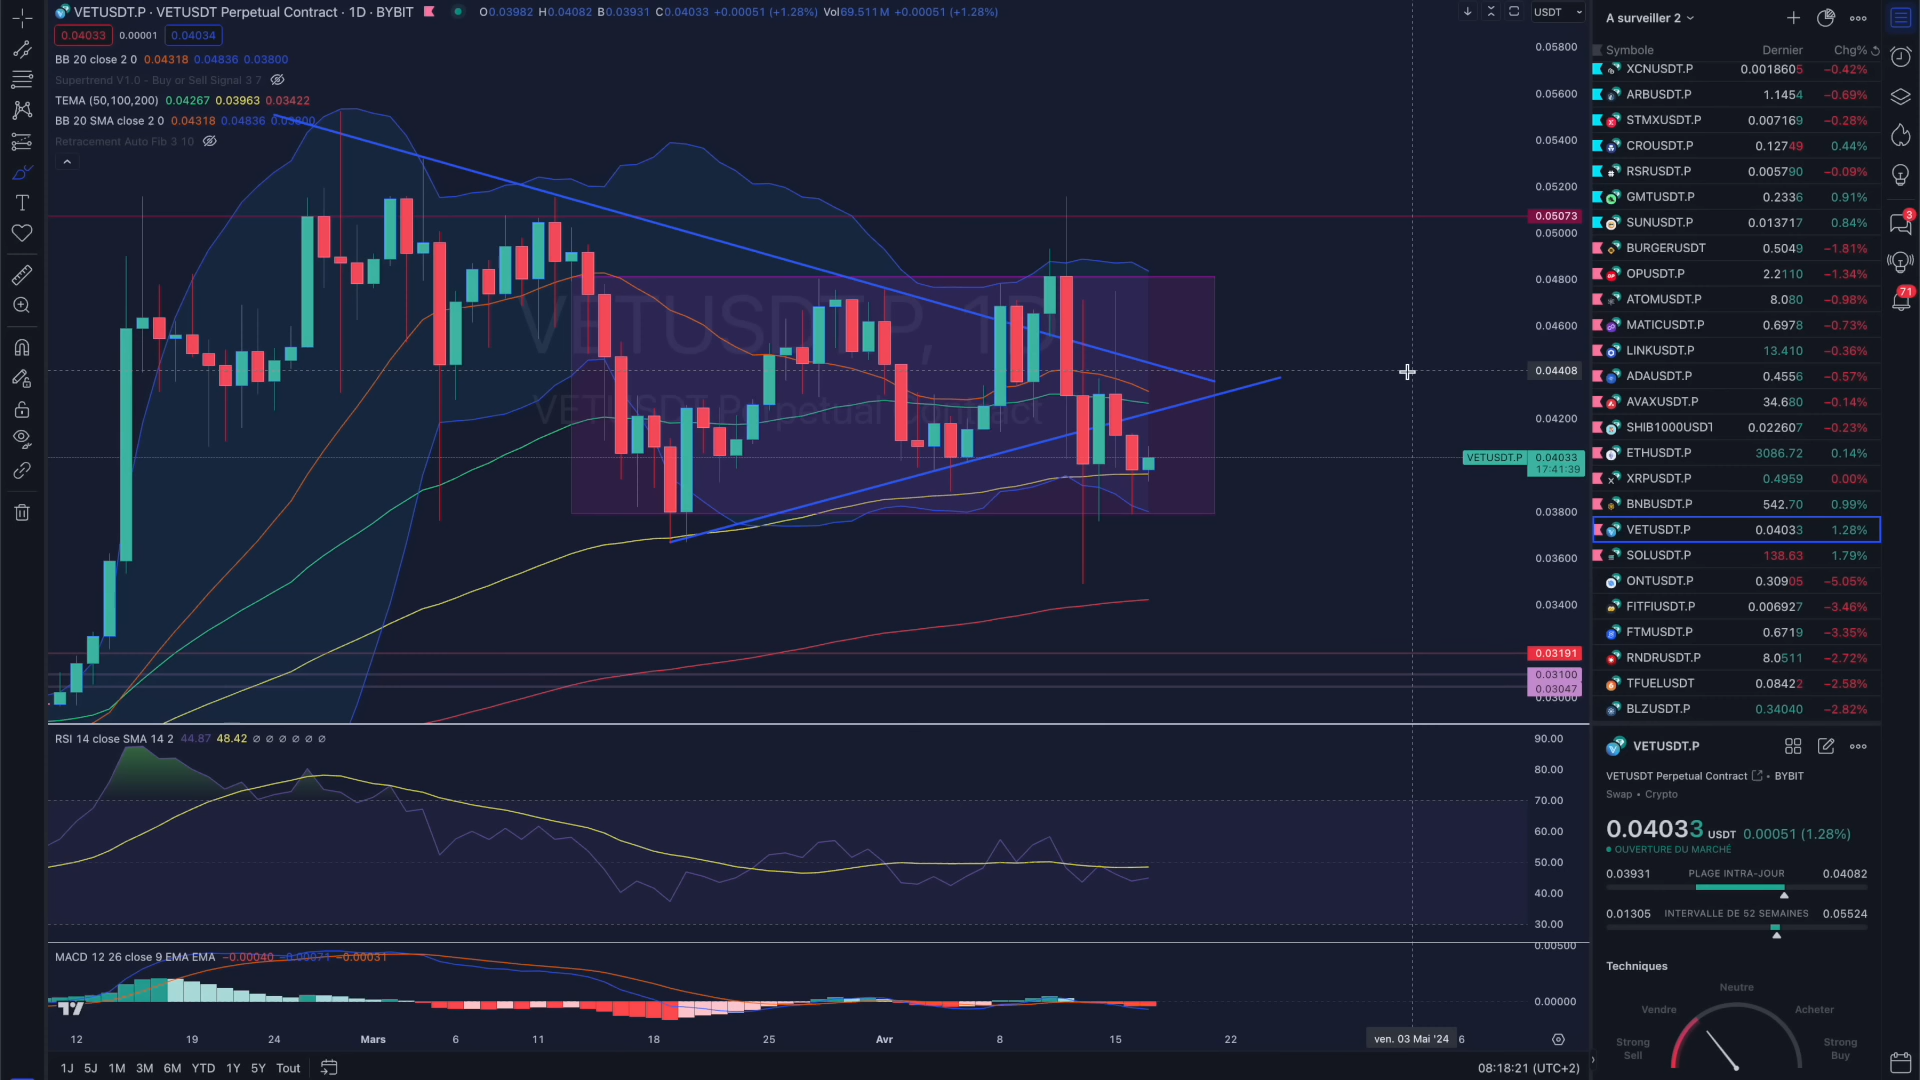 VETUSDT.P · VETUSDT Perpetual Contract · 1D · BYBIT O0.03982 H0.04082 B0.03931 C0.04033 +0.00051 (+1.28%) Vol69.511M +0.00051 (+1.28%)
0.04033 0.00001 0.04034
BB 20 close 2 0 0.04318 0.04836 0.03800
Supertrend V1.0 - Buy or Sell Signal 3 7
TEMA (50,100,200) 0.04267 0.03963 0.03422
BB 20 SMA close 2 0 0.04318 0.04836 0.03800
Retracement Auto Fib 3 10
VETUSDT.P, 1D
VETUSDT Perpetual Contract
USDT
0.05800
0.05600
0.05400
0.05200
0.05073
0.05000
0.04800
0.04600
0.04408
0.04200
VETUSDT.P 0.04033
17:41:39
0.03800
0.03600
0.03400
0.03191
0.03100
0.03047
0.03000
RSI 14 close SMA 14 2 44.87 48.42 ∅ ∅ ∅ ∅ ∅ ∅
90.00
80.00
70.00
60.00
50.00
40.00
30.00
MACD 12 26 close 9 EMA EMA −0.00040 −0.00071 −0.00031
0.00500
0.00000
12 19 24 Mars 6 11 18 25 Avr 8 15 22 ven. 03 Mai '24 6
1J 5J 1M 3M 6M YTD 1Y 5Y Tout
08:18:21 (UTC+2)
A surveiller 2
Symbole Dernier Chg%
XCNUSDT.P 0.0018605 −0.42%
ARBUSDT.P 1.1454 −0.69%
STMXUSDT.P 0.007169 −0.28%
CROUSDT.P 0.12749 0.44%
RSRUSDT.P 0.005790 −0.09%
GMTUSDT.P 0.2336 0.91%
SUNUSDT.P 0.013717 0.84%
BURGERUSDT 0.5049 −1.81%
OPUSDT.P 2.2110 −1.34%
ATOMUSDT.P 8.080 −0.98%
MATICUSDT.P 0.6978 −0.73%
LINKUSDT.P 13.410 −0.36%
ADAUSDT.P 0.4556 −0.57%
AVAXUSDT.P 34.680 −0.14%
SHIB1000USDT 0.022607 −0.23%
ETHUSDT.P 3086.72 0.14%
XRPUSDT.P 0.4959 0.00%
BNBUSDT.P 542.70 0.99%
VETUSDT.P 0.04033 1.28%
SOLUSDT.P 138.63 1.79%
ONTUSDT.P 0.30905 −5.05%
FITFIUSDT.P 0.006927 −3.46%
FTMUSDT.P 0.6719 −3.35%
RNDRUSDT.P 8.0511 −2.72%
TFUELUSDT 0.08422 −2.58%
BLZUSDT.P 0.34040 −2.82%
VETUSDT.P
VETUSDT Perpetual Contract • BYBIT
Swap • Crypto
0.04033 USDT 0.00051 (1.28%)
OUVERTURE DU MARCHÉ
0.03931 PLAGE INTRA-JOUR 0.04082
0.01305 INTERVALLE DE 52 SEMAINES 0.05524
Techniques
Neutre
Vendre Acheter
Strong Sell Strong Buy
3
71